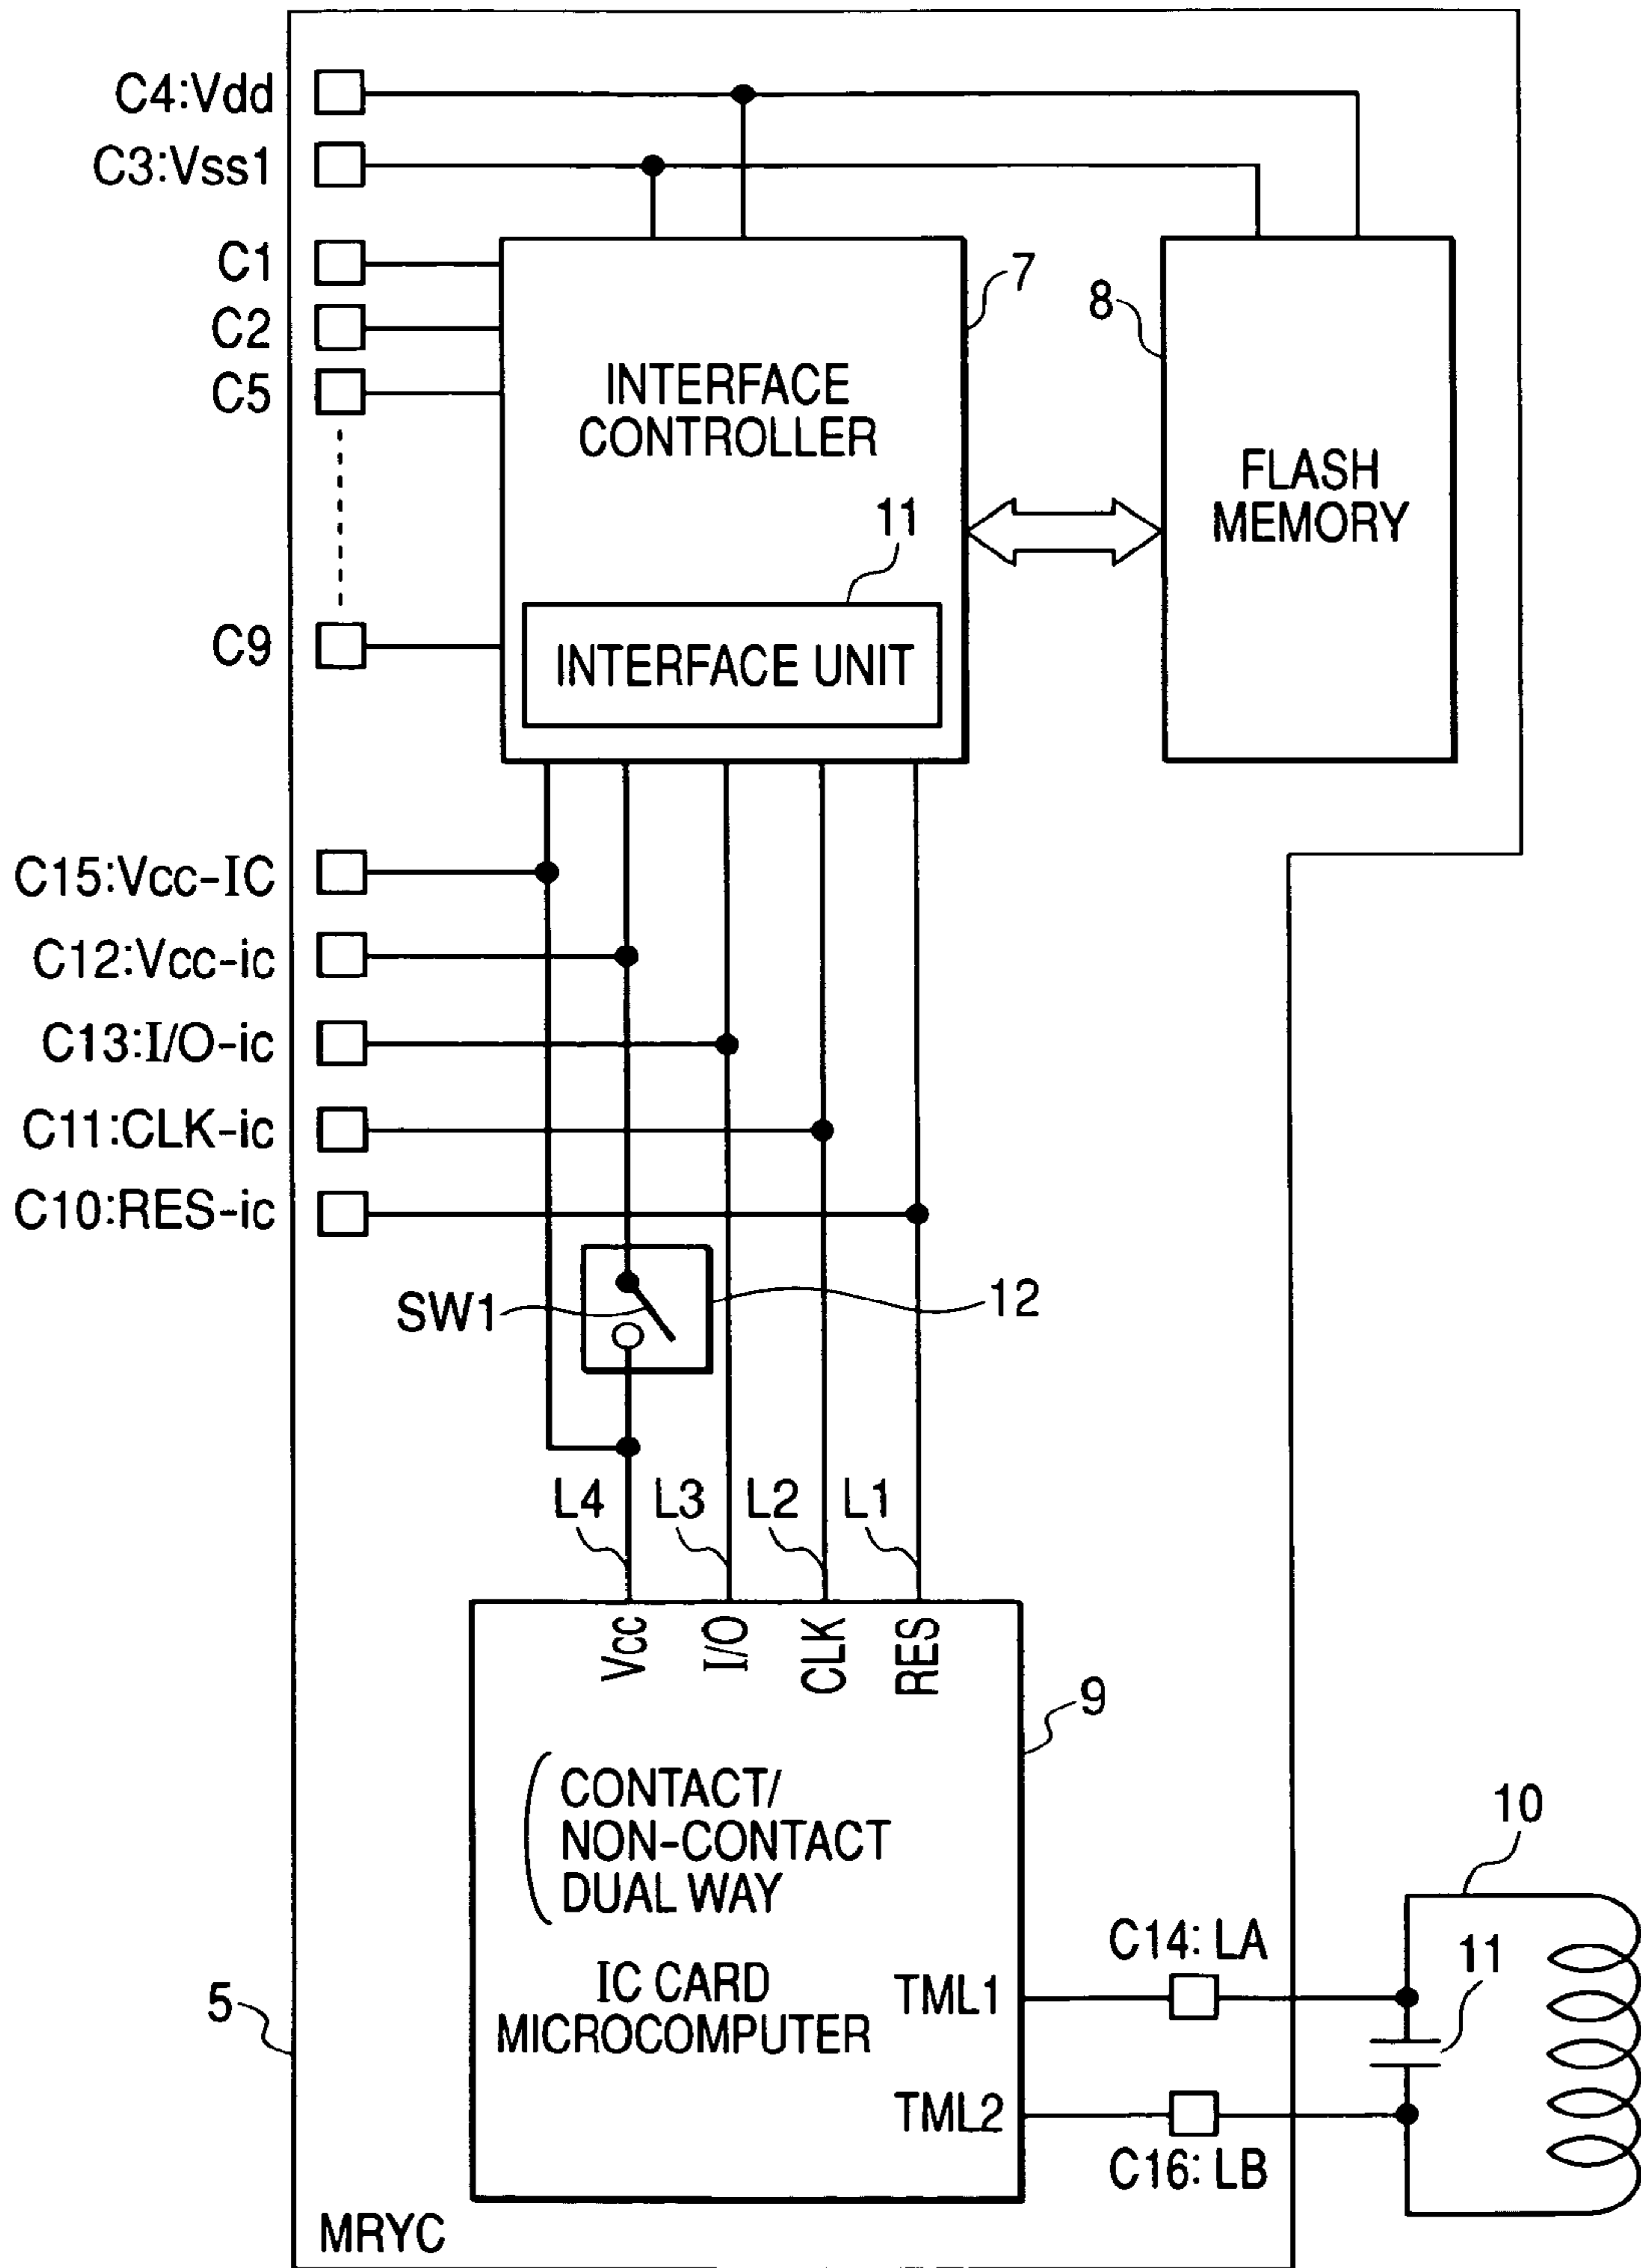 C4:Vdd
C3:Vss1
C1
C2
C5
C9
7
8
INTERFACE
CONTROLLER
FLASH
MEMORY
11
INTERFACE UNIT
C15:Vcc-IC
C12:Vcc-ic
C13:I/O-ic
C11:CLK-ic
C10:RES-ic
SW1
12
L4
L3
L2
L1
Vcc
I/O
CLK
RES
9
CONTACT/
NON-CONTACT
DUAL WAY
IC CARD
MICROCOMPUTER
TML1
TML2
C14: LA
C16: LB
10
11
5
MRYC